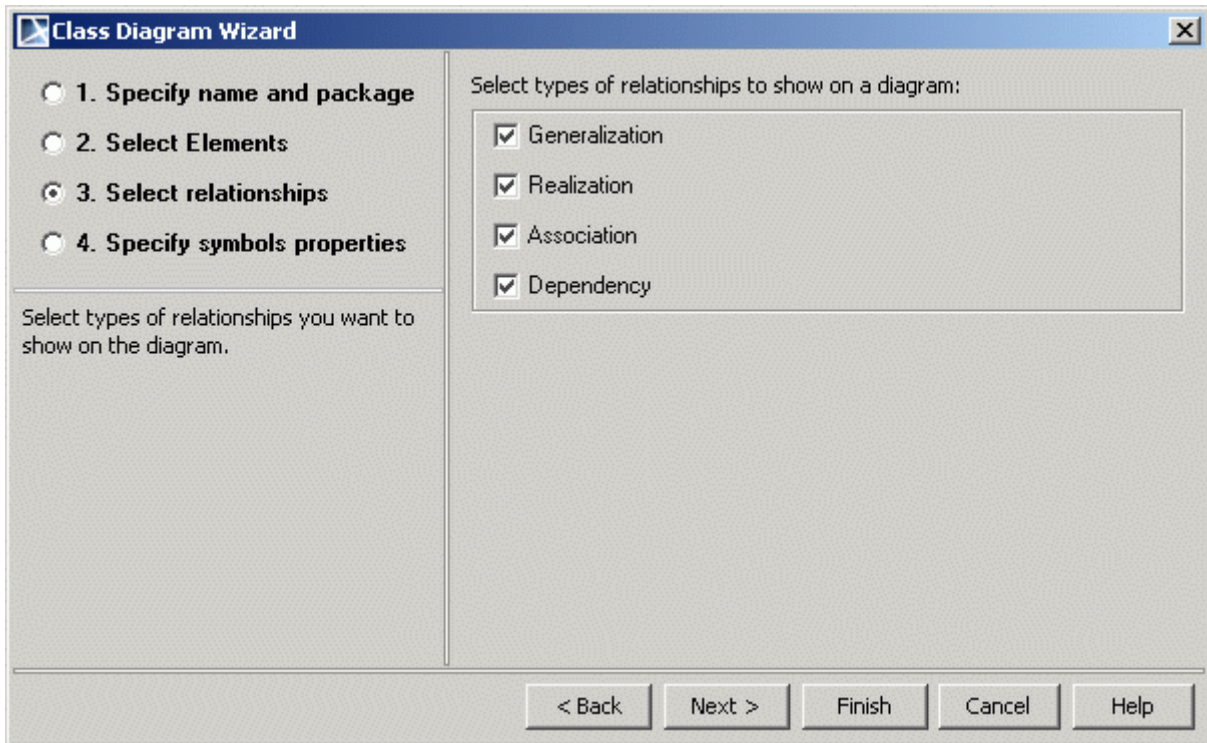 Class Diagram Wizard
1. Specify name and package
2. Select Elements
3. Select relationships
4. Specify symbols properties
Select types of relationships you want to
show on the diagram.
Select types of relationships to show on a diagram:
Generalization
Realization
Association
Dependency
< Back
Next >
Finish
Cancel
Help